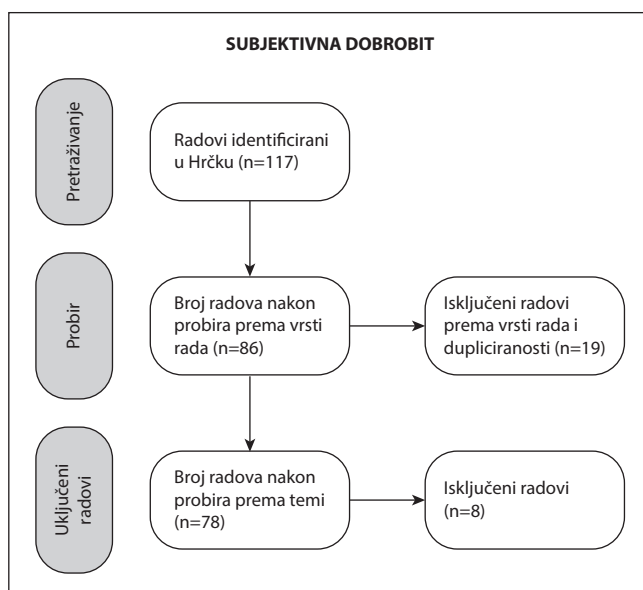 SUBJEKTIVNA DOBROBIT
Pretraživanje
Radovi identificirani
u Hrčku (n=117)
Probir
Broj radova nakon
probira prema vrsti
rada (n=86)
Isključeni radovi
prema vrsti rada i
dupliciranosti (n=19)
Uključeni
radovi
Broj radova nakon
probira prema temi
(n=78)
Isključeni radovi
(n=8)